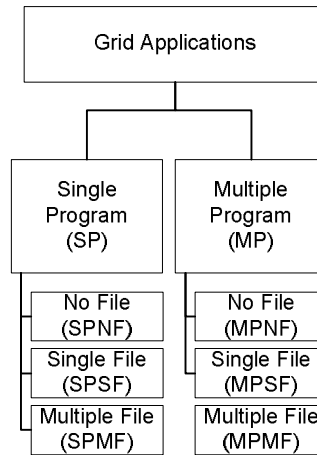 Grid Applications
Single
Program
(SP)
Multiple
Program
(MP)
No File
(SPNF)
Single File
(SPSF)
Multiple File
(SPMF)
No File
(MPNF)
Single File
(MPSF)
Multiple File
(MPMF)